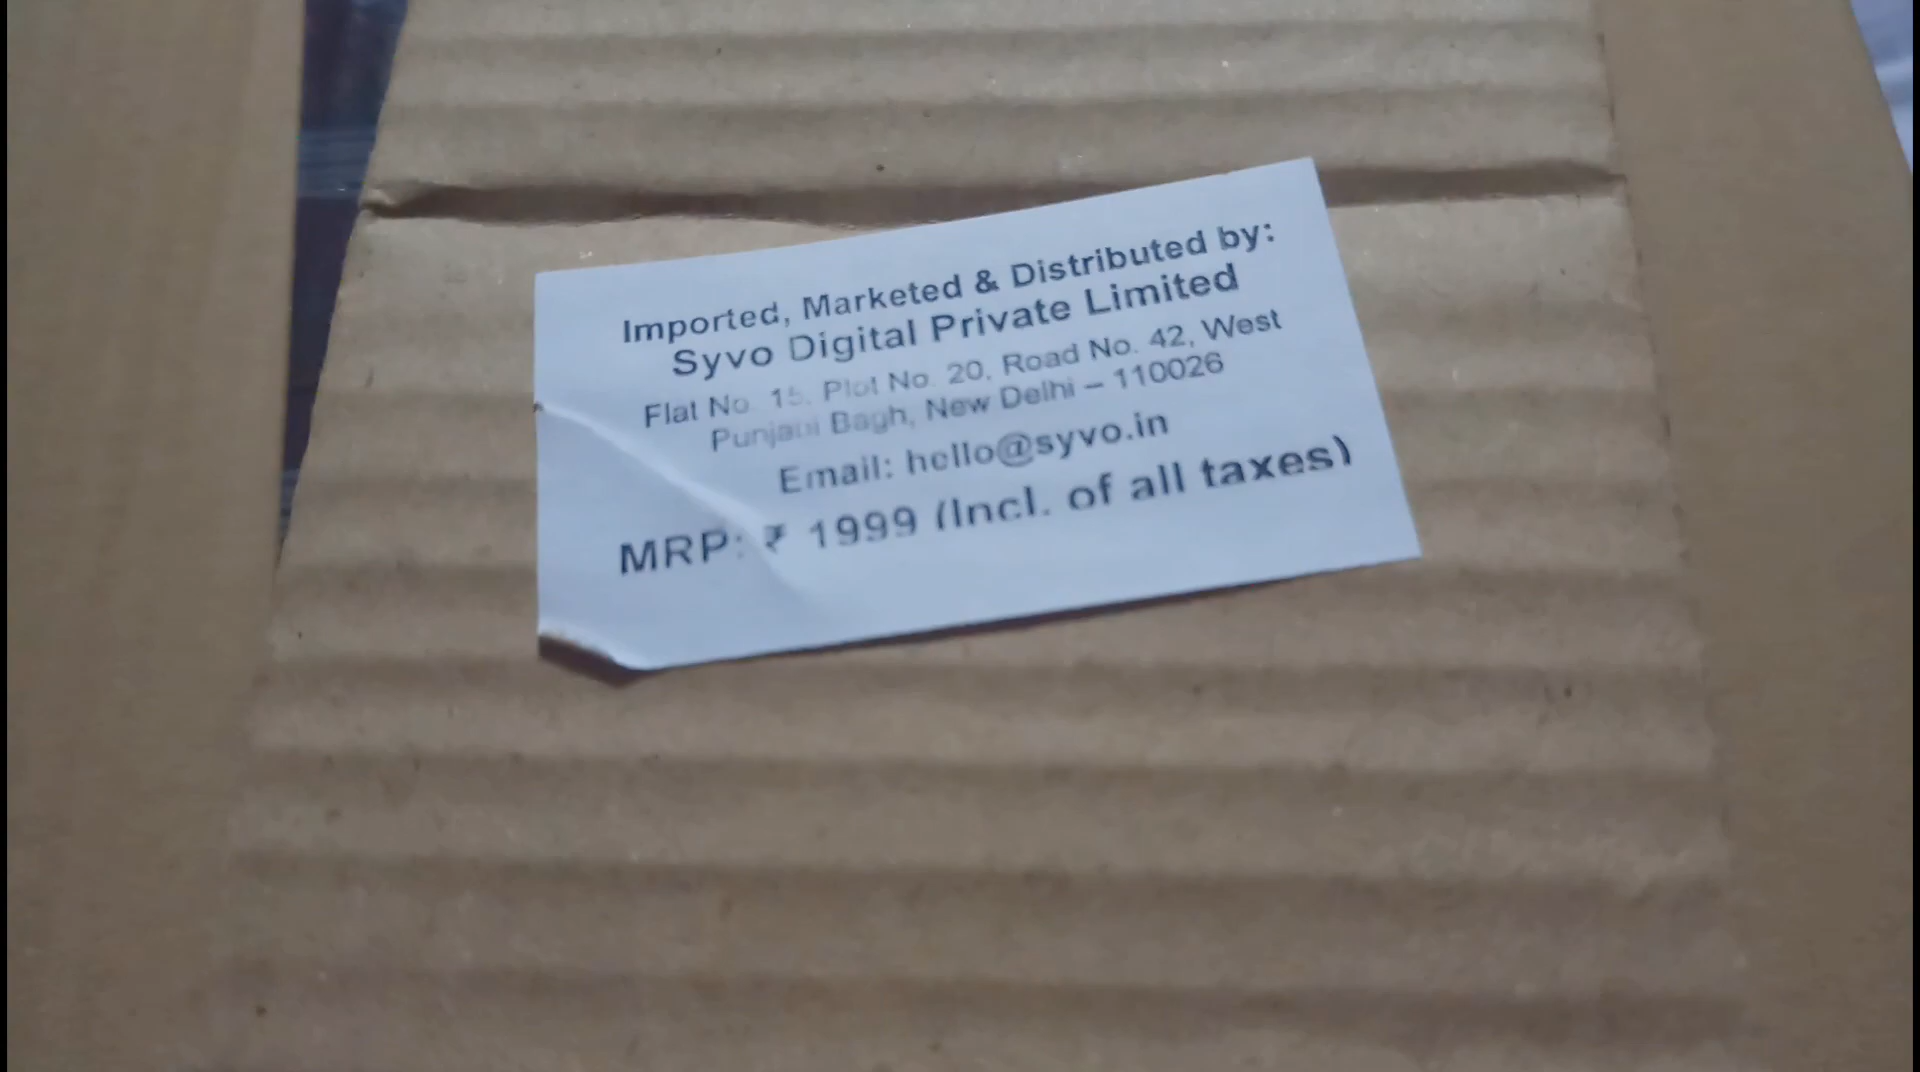 Imported, Marketed & Distributed by:
Syvo Digital Private Limited
Flat No. 15, Plot No. 20, Road No. 42, West
Punjabi Bagh, New Delhi – 110026
Email: hello@syvo.in
MRP: ₹ 1999 (Incl. of all taxes)